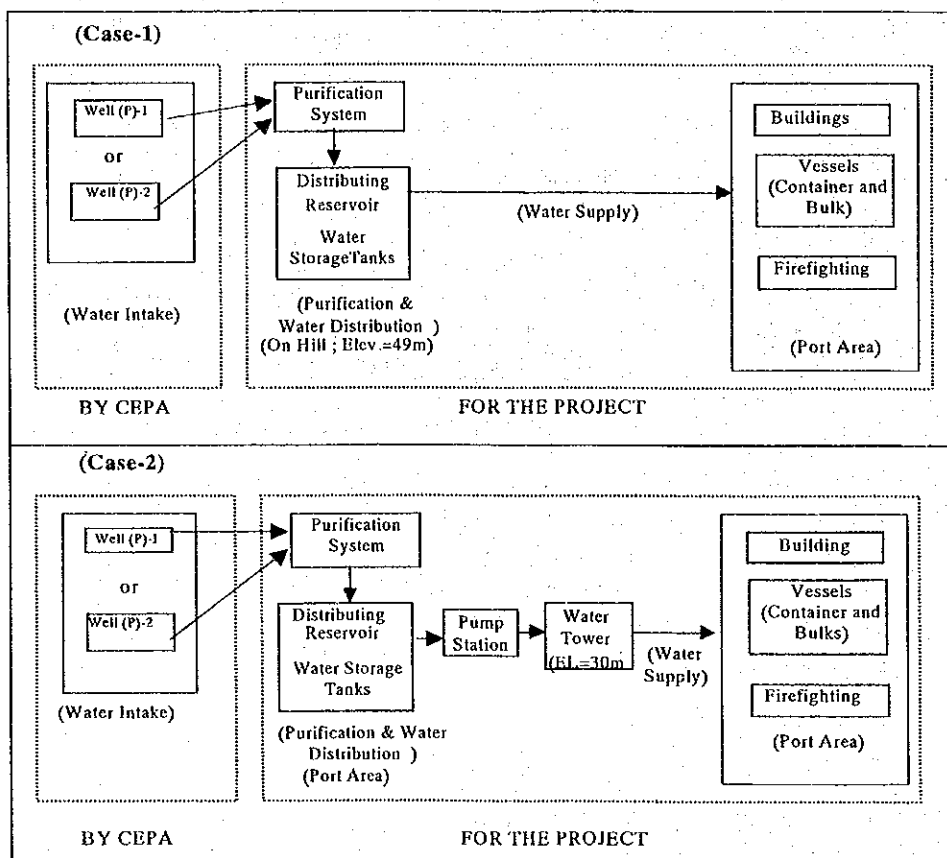 (Case-1)
Well (P)-1
or
Well (P)-2
(Water Intake)
BY CEPA
Purification
System
Distributing
Reservoir
Water
StorageTanks
(Purification &
Water Distribution )
(On Hill ; Elev.=49m)
(Water Supply)
Buildings
Vessels
(Container and
Bulk)
Firefighting
(Port Area)
FOR THE PROJECT
(Case-2)
Well (P)-1
or
Well (P)-2
(Water Intake)
BY CEPA
Purification
System
Distributing
Reservoir
Water Storage
Tanks
(Purification & Water
Distribution )
(Port Area)
Pump
Station
Water
Tower
(EL=30m
(Water
Supply)
Building
Vessels
(Container and
Bulks)
Firefighting
(Port Area)
FOR THE PROJECT